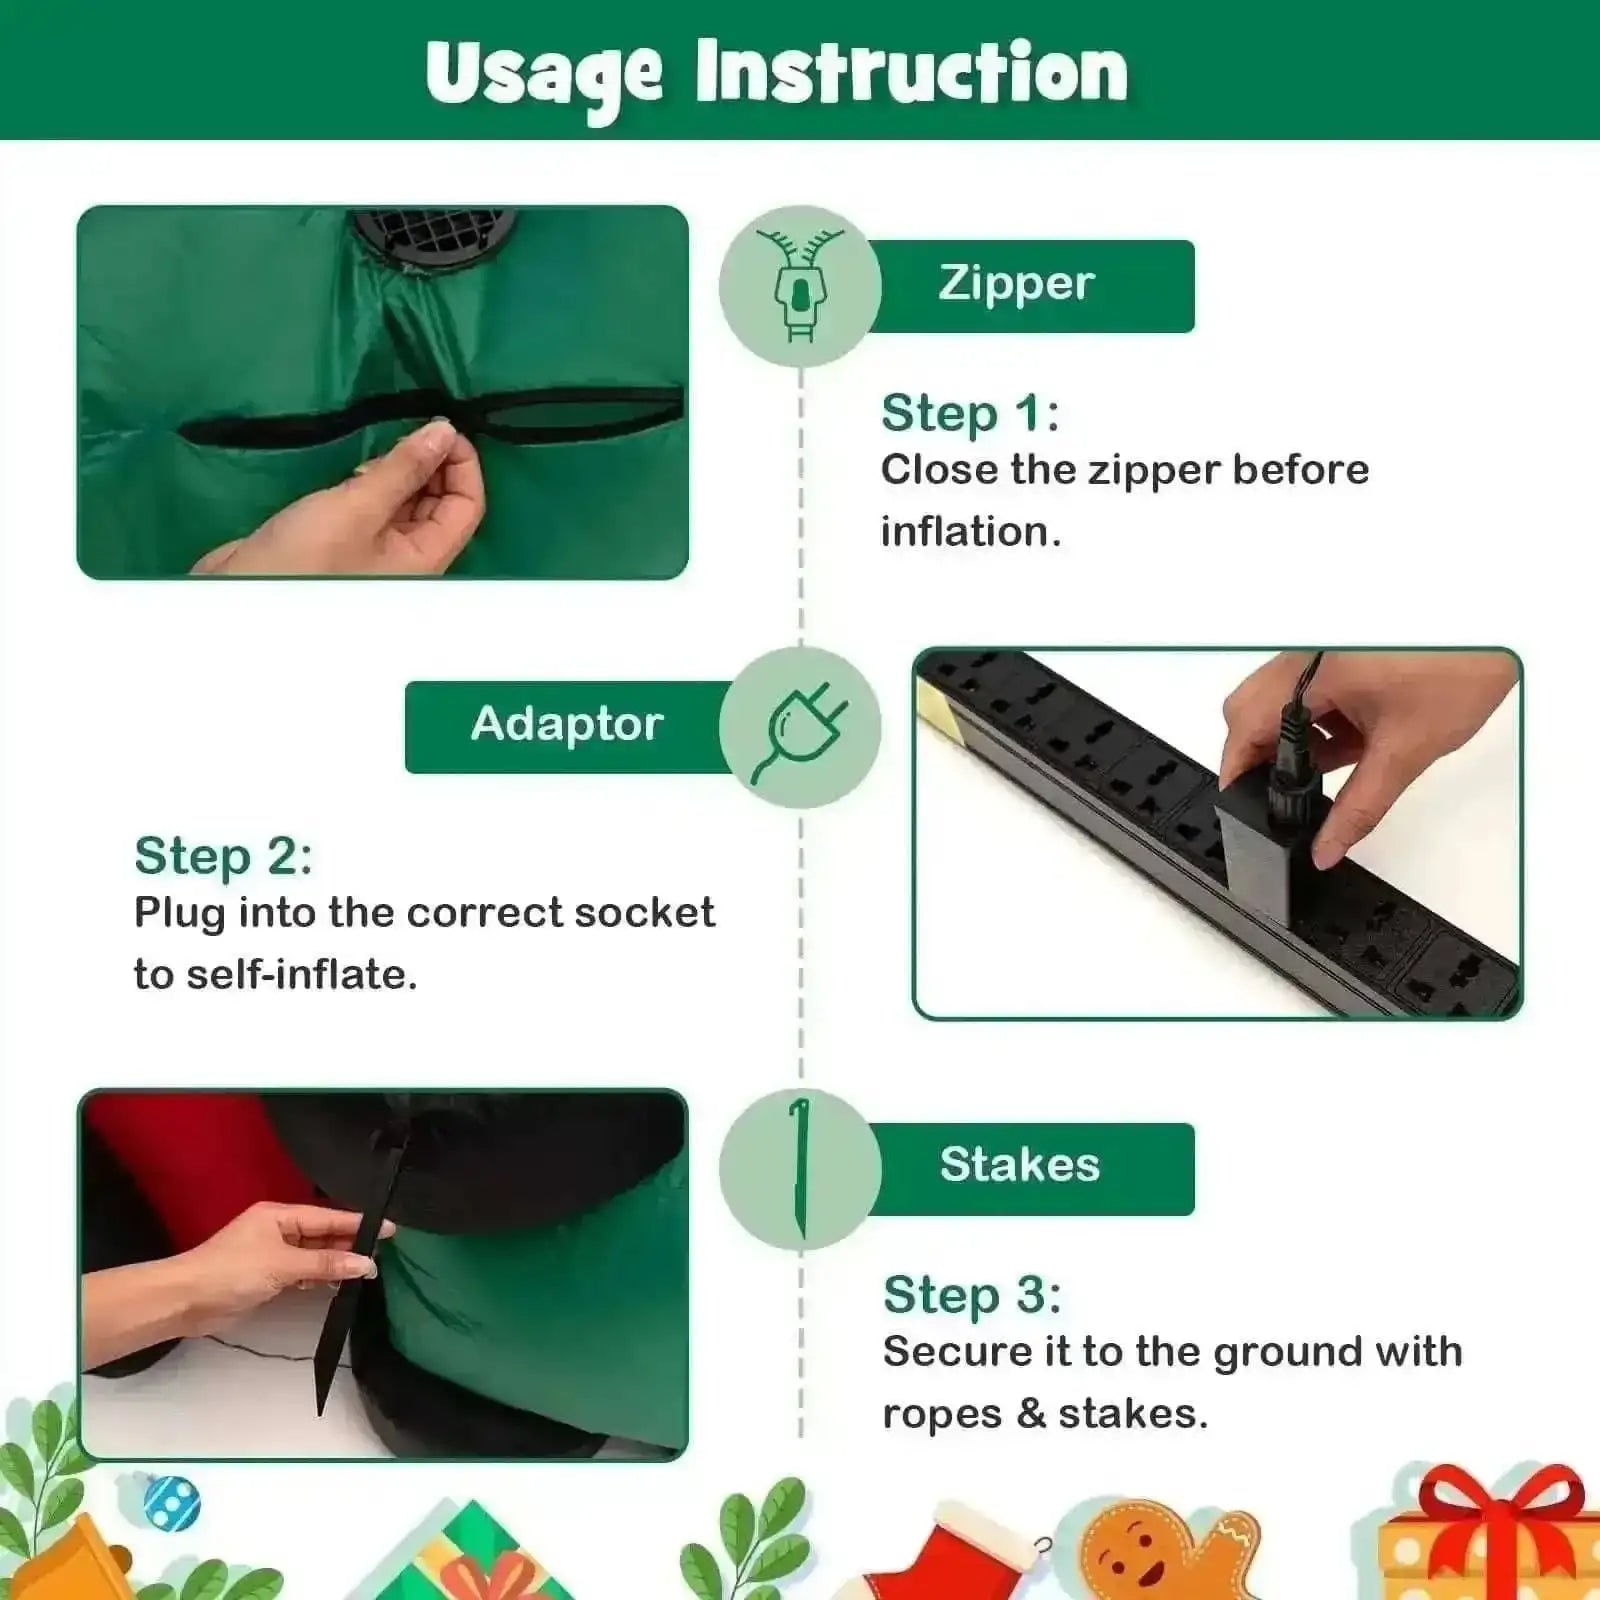 Usage Instruction
Zipper
Step 1:
Close the zipper before
inflation.
Adaptor
Step 2:
Plug into the correct socket
to self-inflate.
Stakes
Step 3:
Secure it to the ground with
ropes & stakes.